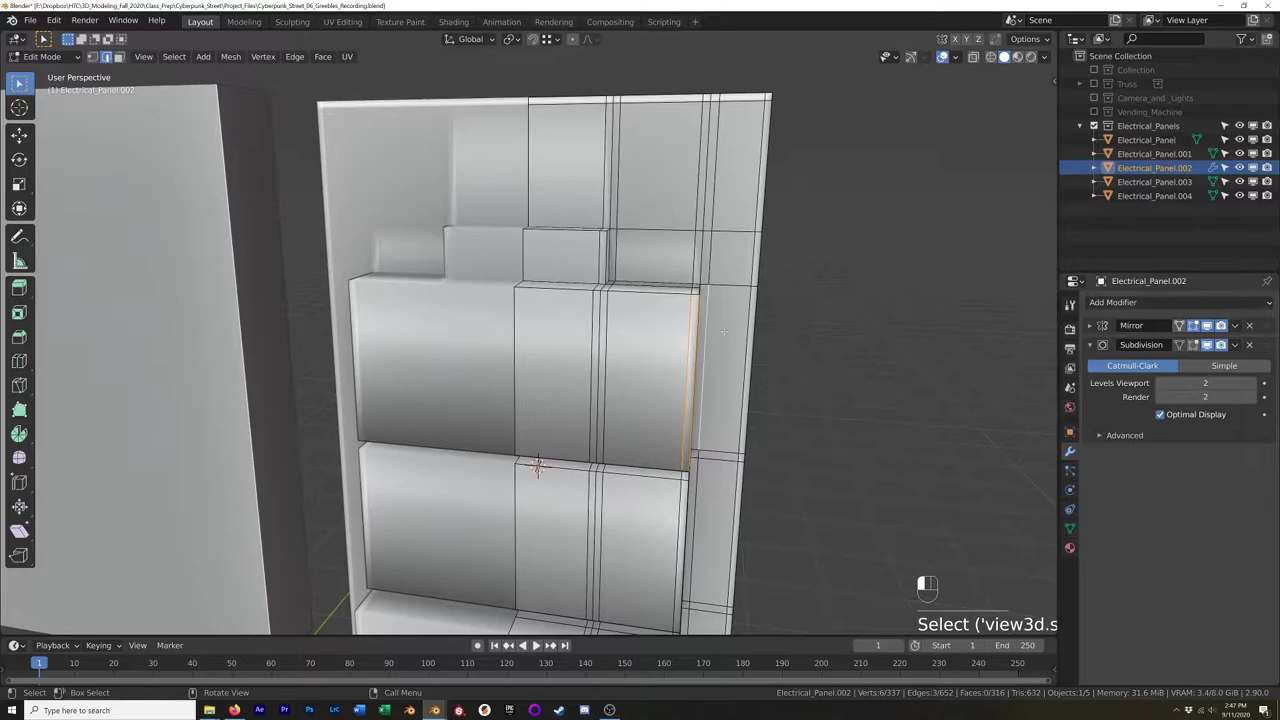 Blender* [D:\Dropbox\HTC\3D_Modeling_Fall_2020\Class_Prep\Cyberpunk_Street\Project_Files\Cyberpunk_Street_06_Greebles_Recording.blend]
File Edit Render Window Help Layout Modeling Sculpting UV Editing Texture Paint Shading Animation Rendering Compositing Scripting + Scene View Layer
Global X Y Z Options
Edit Mode View Select Add Mesh Vertex Edge Face UV
User Perspective
(1) Electrical_Panel.002
Scene Collection
Collection
Truss
Camera_and_Lights
Vending_Machine
Electrical_Panels
Electrical_Panel
Electrical_Panel.001
Electrical_Panel.002
Electrical_Panel.003
Electrical_Panel.004
Electrical_Panel.002
Add Modifier
Mirror
Subdivision
Catmull-Clark Simple
Levels Viewport 2
Render 2
Optimal Display
Advanced
Select ('view3d.s
Playback Keying View Marker 1 Start 1 End 250
1 10 20 30 40 50 60 70 80 90 100 110 120 130 140 150 160 170 180 190 200 210 220 230 240 250
Select Box Select Rotate View Call Menu Electrical_Panel.002 | Verts:6/337 | Edges:3/652 | Faces:0/316 | Tris:632 | Objects:1/5 | Memory: 31.6 MiB | VRAM: 3.4/8.0 GiB | 2.90.0
Type here to search
2:47 PM
9/11/2020